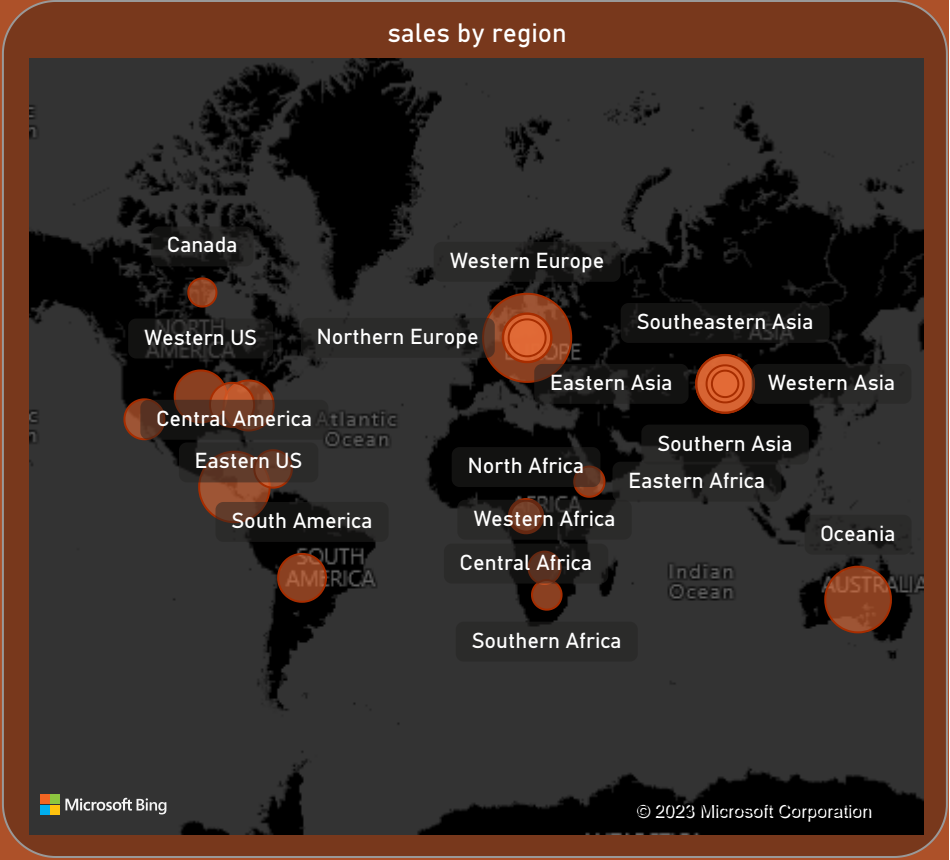 sales by region
Canada
Western Europe
Southeastern Asia
NORTH
AMERICA
Western US
Northern Europe
ASIA
EUROPE
Eastern Asia
Western Asia
Central America
Atlantic
Ocean
Southern Asia
Eastern US
North Africa
Eastern Africa
AFRICA
South America
Western Africa
Oceania
SOUTH
AMERICA
Central Africa
Indian
Ocean
AUSTRALIA
Southern Africa
Microsoft Bing
© 2023 Microsoft Corporation